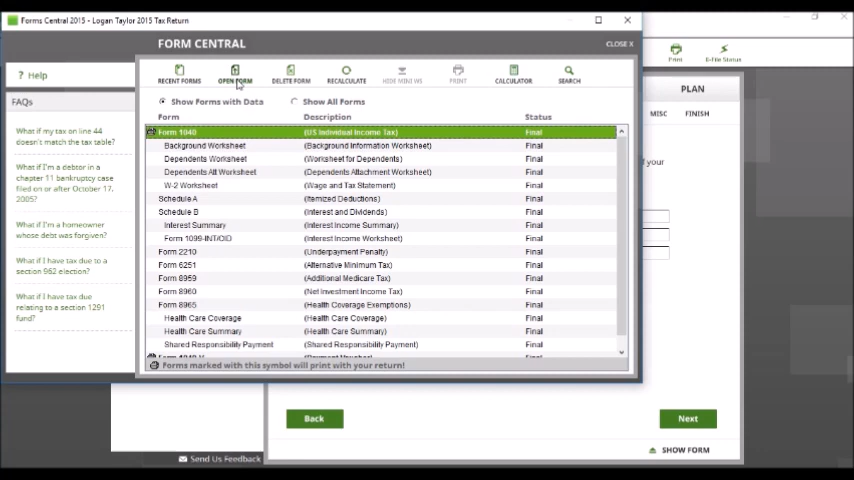 Forms Central 2015 - Logan Taylor 2015 Tax Return
FORM CENTRAL
CLOSE X
? Help
RECENT FORMS
OPEN FORM
DELETE FORM
RECALCULATE
HIDE MINI WS
PRINT
CALCULATOR
SEARCH
Print
E-File Status
FAQs
What if my tax on line 44
doesn't match the tax table?
What if I'm a debtor in a
chapter 11 bankruptcy case
filed on or after October 17,
2005?
What if I'm a homeowner
whose debt was forgiven?
What if I have tax due to a
section 962 election?
What if I have tax due
relating to a section 1291
fund?
Show Forms with Data
Show All Forms
Form Description Status
Form 1040 (US Individual Income Tax) Final
Background Worksheet (Background Information Worksheet) Final
Dependents Worksheet (Worksheet for Dependents) Final
Dependents Att Worksheet (Dependents Attachment Worksheet) Final
W-2 Worksheet (Wage and Tax Statement) Final
Schedule A (Itemized Deductions) Final
Schedule B (Interest and Dividends) Final
Interest Summary (Interest Income Summary) Final
Form 1099-INT/OID (Interest Income Worksheet) Final
Form 2210 (Underpayment Penalty) Final
Form 6251 (Alternative Minimum Tax) Final
Form 8959 (Additional Medicare Tax) Final
Form 8960 (Net Investment Income Tax) Final
Form 8965 (Health Coverage Exemptions) Final
Health Care Coverage (Health Care Coverage) Final
Health Care Summary (Health Care Summary) Final
Shared Responsibility Payment (Shared Responsibility Payment) Final
Form 1040-V (Payment Voucher) Final
Forms marked with this symbol will print with your return!
PLAN
MISC
FINISH
of your
Back
Next
SHOW FORM
Send Us Feedback